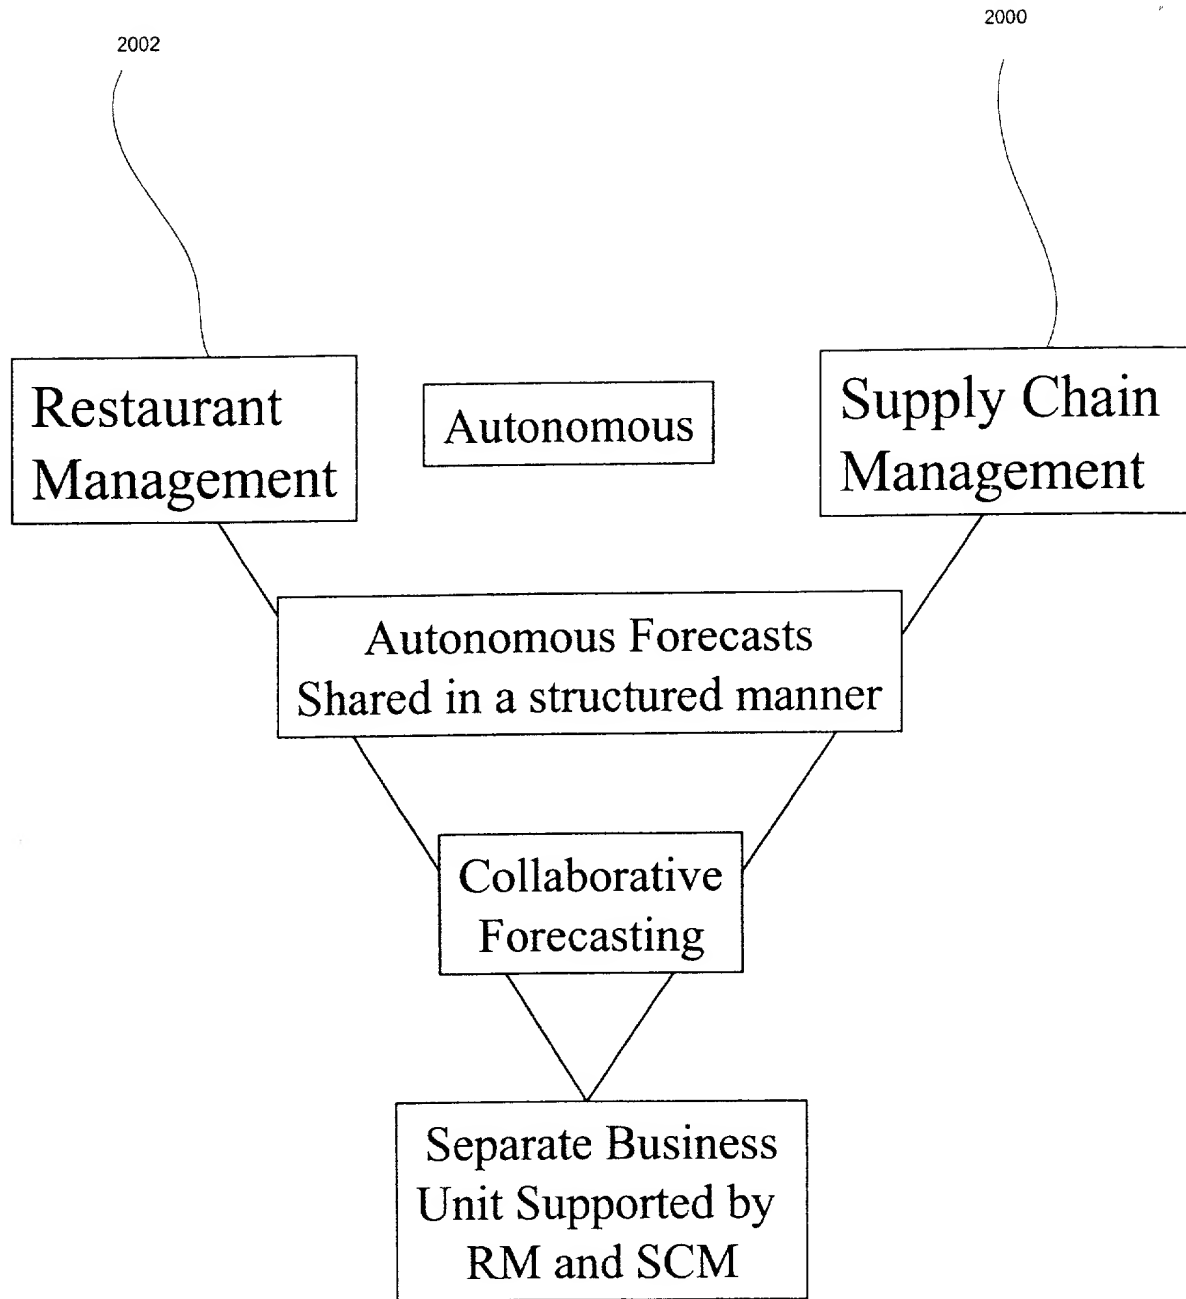 2002
2000
Restaurant
Management
Autonomous
Supply Chain
Management
Autonomous Forecasts
Shared in a structured manner
Collaborative
Forecasting
Separate Business
Unit Supported by
RM and SCM